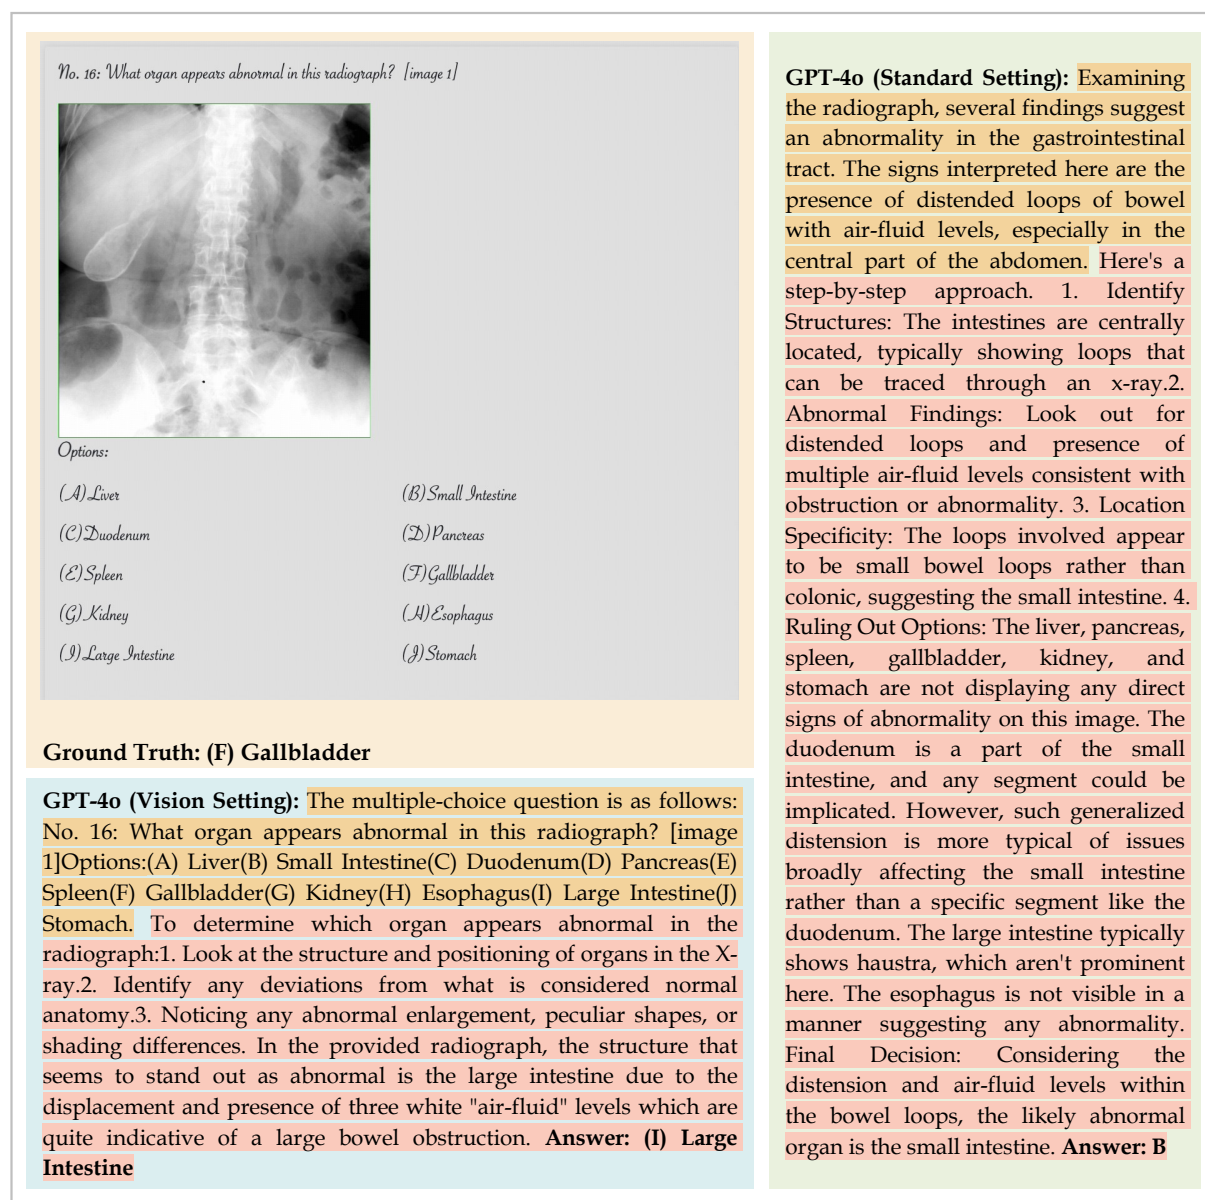 No. 16: What organ appears abnormal in this radiograph? [image 1]
Options:
(A) Liver
(B) Small Intestine
(C) Duodenum
(D) Pancreas
(E) Spleen
(F) Gallbladder
(G) Kidney
(H) Esophagus
(I) Large Intestine
(J) Stomach
Ground Truth: (F) Gallbladder
GPT-4o (Vision Setting): The multiple-choice question is as follows:
No. 16: What organ appears abnormal in this radiograph? [image
1]Options:(A) Liver(B) Small Intestine(C) Duodenum(D) Pancreas(E)
Spleen(F) Gallbladder(G) Kidney(H) Esophagus(I) Large Intestine(J)
Stomach. To determine which organ appears abnormal in the
radiograph:1. Look at the structure and positioning of organs in the X-
ray.2. Identify any deviations from what is considered normal
anatomy.3. Noticing any abnormal enlargement, peculiar shapes, or
shading differences. In the provided radiograph, the structure that
seems to stand out as abnormal is the large intestine due to the
displacement and presence of three white "air-fluid" levels which are
quite indicative of a large bowel obstruction. Answer: (I) Large
Intestine
GPT-4o (Standard Setting): Examining
the radiograph, several findings suggest
an abnormality in the gastrointestinal
tract. The signs interpreted here are the
presence of distended loops of bowel
with air-fluid levels, especially in the
central part of the abdomen. Here's a
step-by-step approach. 1. Identify
Structures: The intestines are centrally
located, typically showing loops that
can be traced through an x-ray.2.
Abnormal Findings: Look out for
distended loops and presence of
multiple air-fluid levels consistent with
obstruction or abnormality. 3. Location
Specificity: The loops involved appear
to be small bowel loops rather than
colonic, suggesting the small intestine. 4.
Ruling Out Options: The liver, pancreas,
spleen, gallbladder, kidney, and
stomach are not displaying any direct
signs of abnormality on this image. The
duodenum is a part of the small
intestine, and any segment could be
implicated. However, such generalized
distension is more typical of issues
broadly affecting the small intestine
rather than a specific segment like the
duodenum. The large intestine typically
shows haustra, which aren't prominent
here. The esophagus is not visible in a
manner suggesting any abnormality.
Final Decision: Considering the
distension and air-fluid levels within
the bowel loops, the likely abnormal
organ is the small intestine. Answer: B